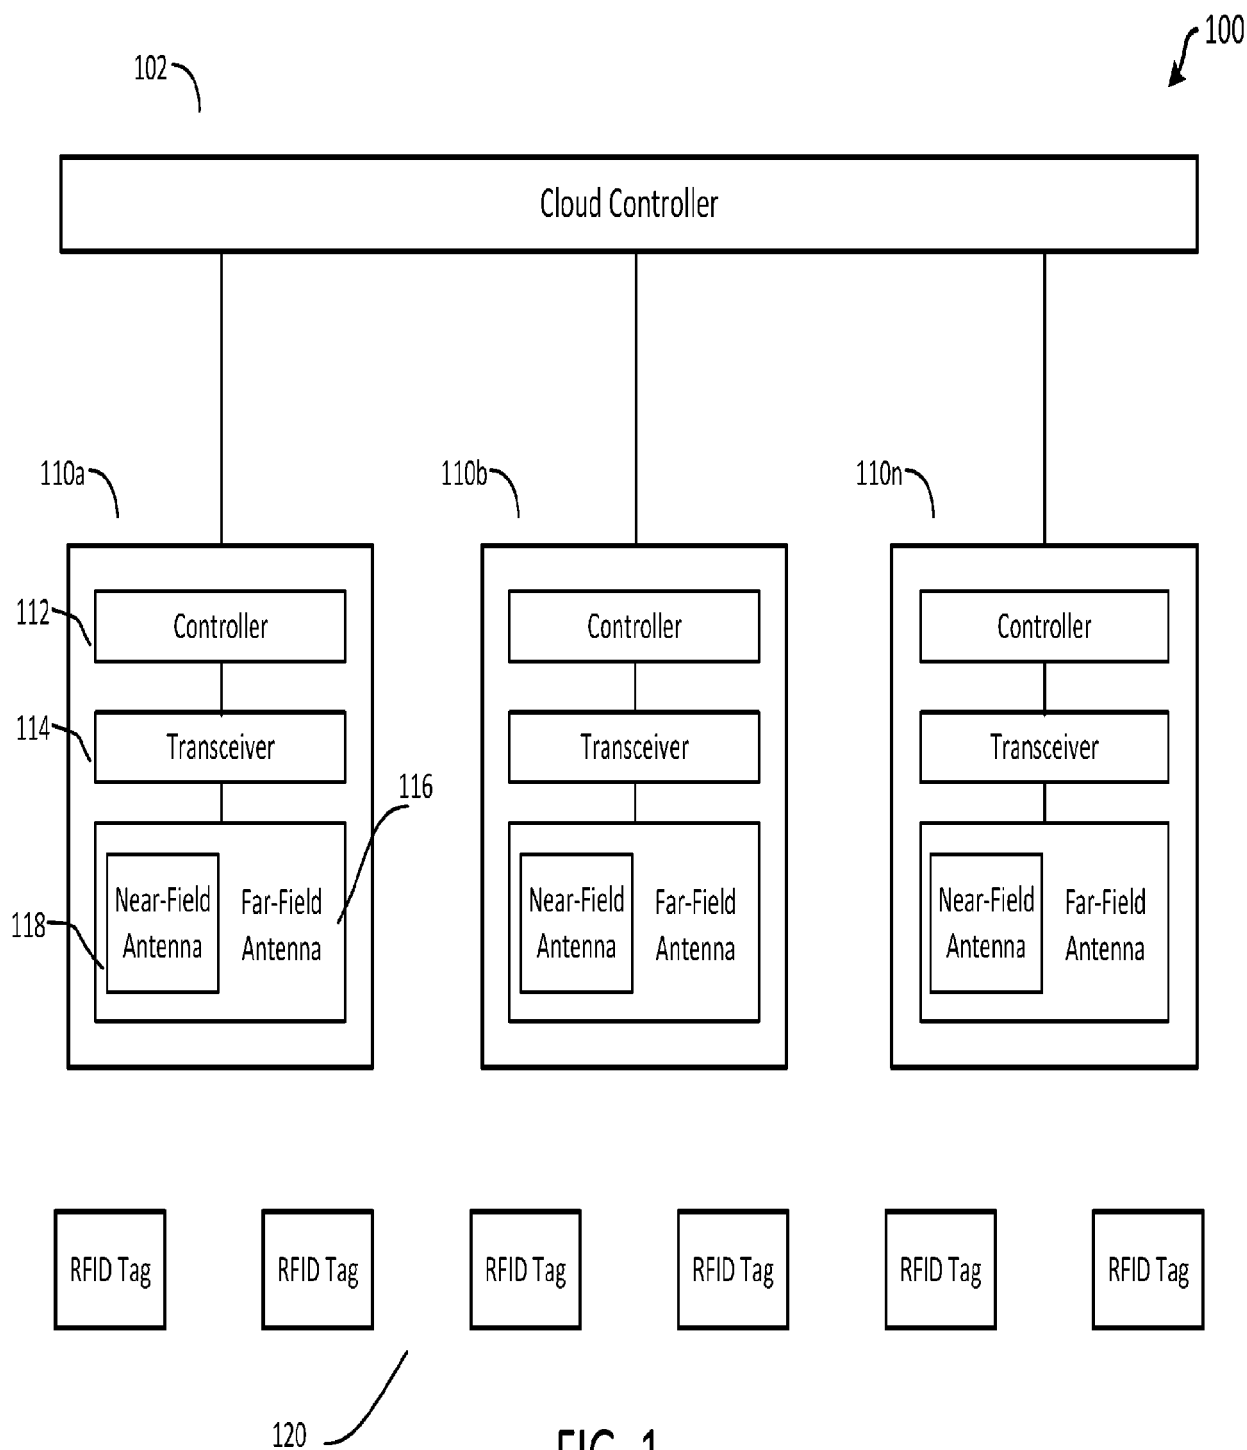 100
102
Cloud Controller
110a
110b
110n
112
Controller
Controller
Controller
114
Transceiver
Transceiver
Transceiver
116
118
Near-Field
Antenna
Far-Field
Antenna
Near-Field
Antenna
Far-Field
Antenna
Near-Field
Antenna
Far-Field
Antenna
RFID Tag
RFID Tag
RFID Tag
RFID Tag
RFID Tag
RFID Tag
120
FIG. 1